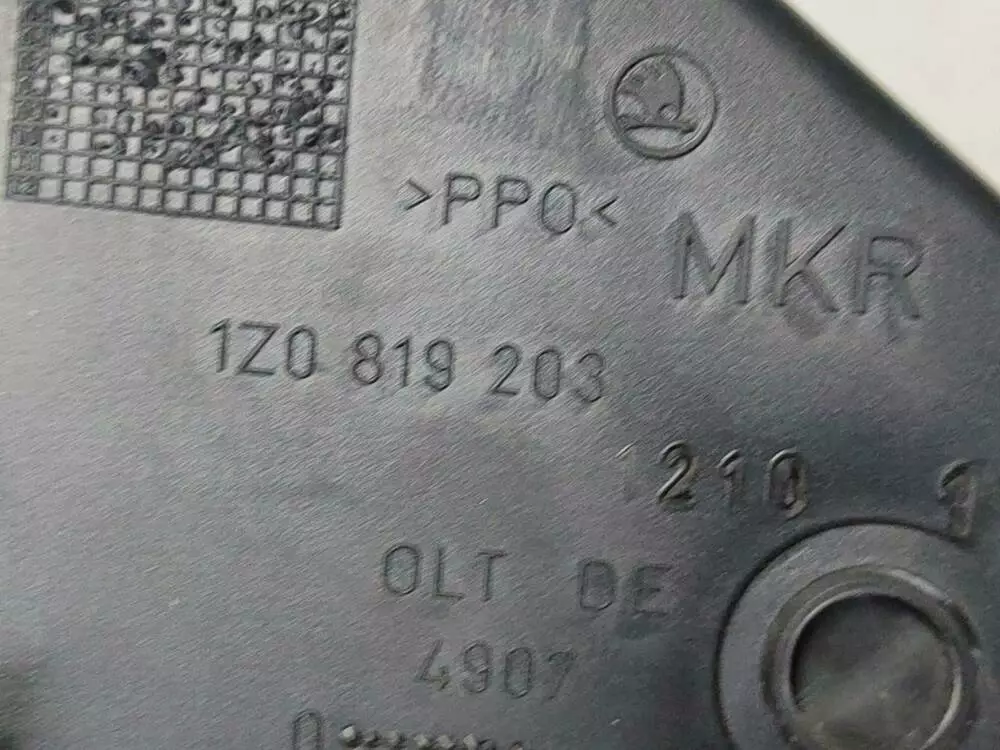 >PPO<
MKR
1Z0 819 203
1210
OLT DE
4907